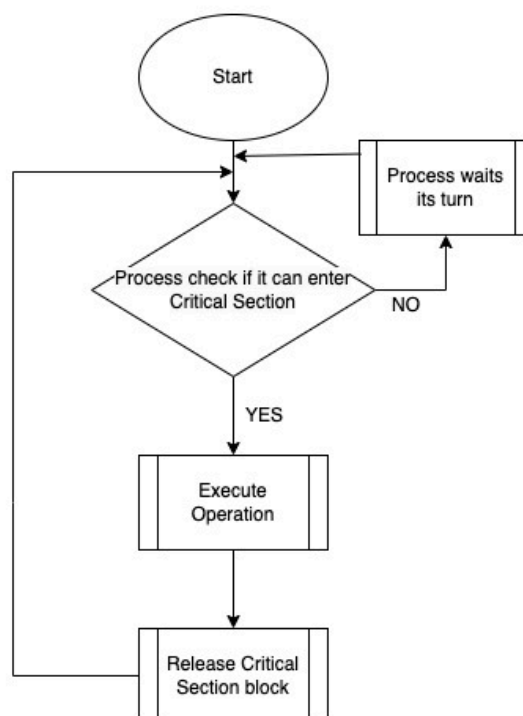 Start
Process waits
its turn
Process check if it can enter
Critical Section
NO
YES
Execute
Operation
Release Critical
Section block